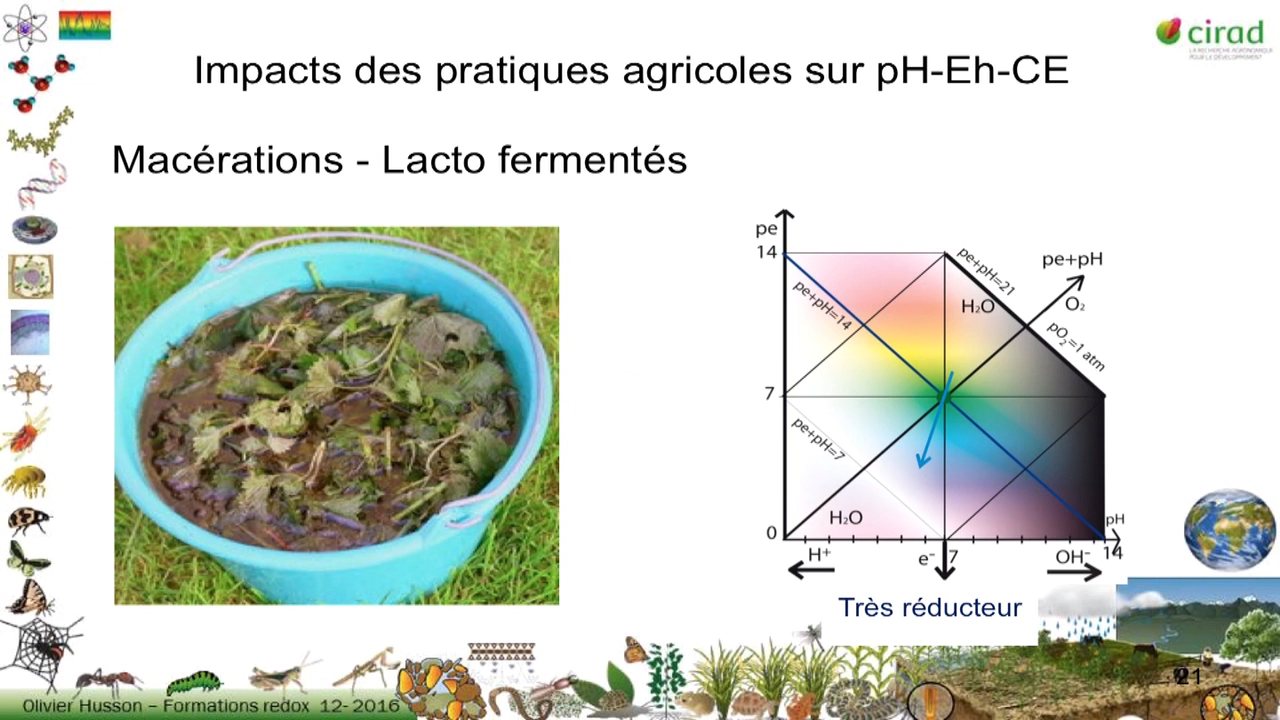 cirad
LA RECHERCHE AGRONOMIQUE
POUR LE DÉVELOPPEMENT
Impacts des pratiques agricoles sur pH-Eh-CE
Macérations - Lacto fermentés
pe
14
pe+pH=21
pe+pH
pe+pH=14
H₂O
O₂
pO₂=1 atm
7
pe+pH=7
0
H₂O
pH
H⁺
e⁻
7
OH⁻
14
Très réducteur
Olivier Husson – Formations redox 12- 2016